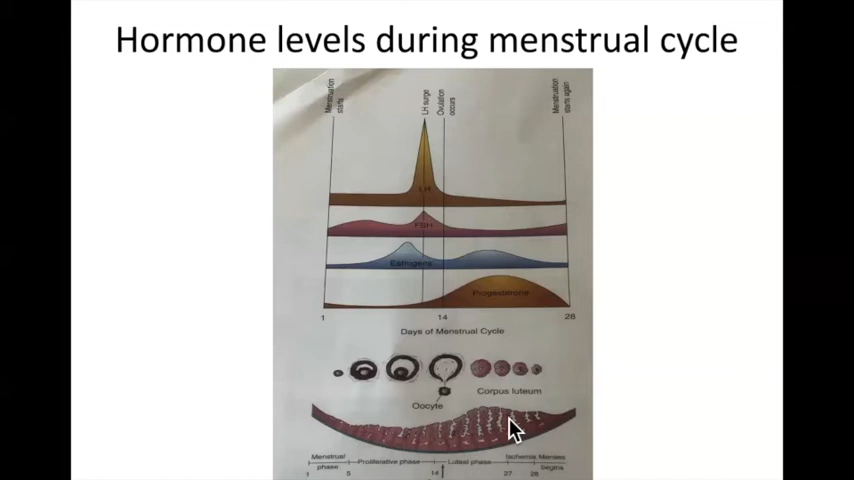 Hormone levels during menstrual cycle
Menstruation
starts
LH surge
Ovulation
occurs
Menstruation
starts again
LH
FSH
Estrogens
Progesterone
1
14
28
Days of Menstrual Cycle
Corpus luteum
Oocyte
Menstrual
phase
Proliferative phase
Luteal phase
Ischemia
Menses
begins
1
5
14
27
28